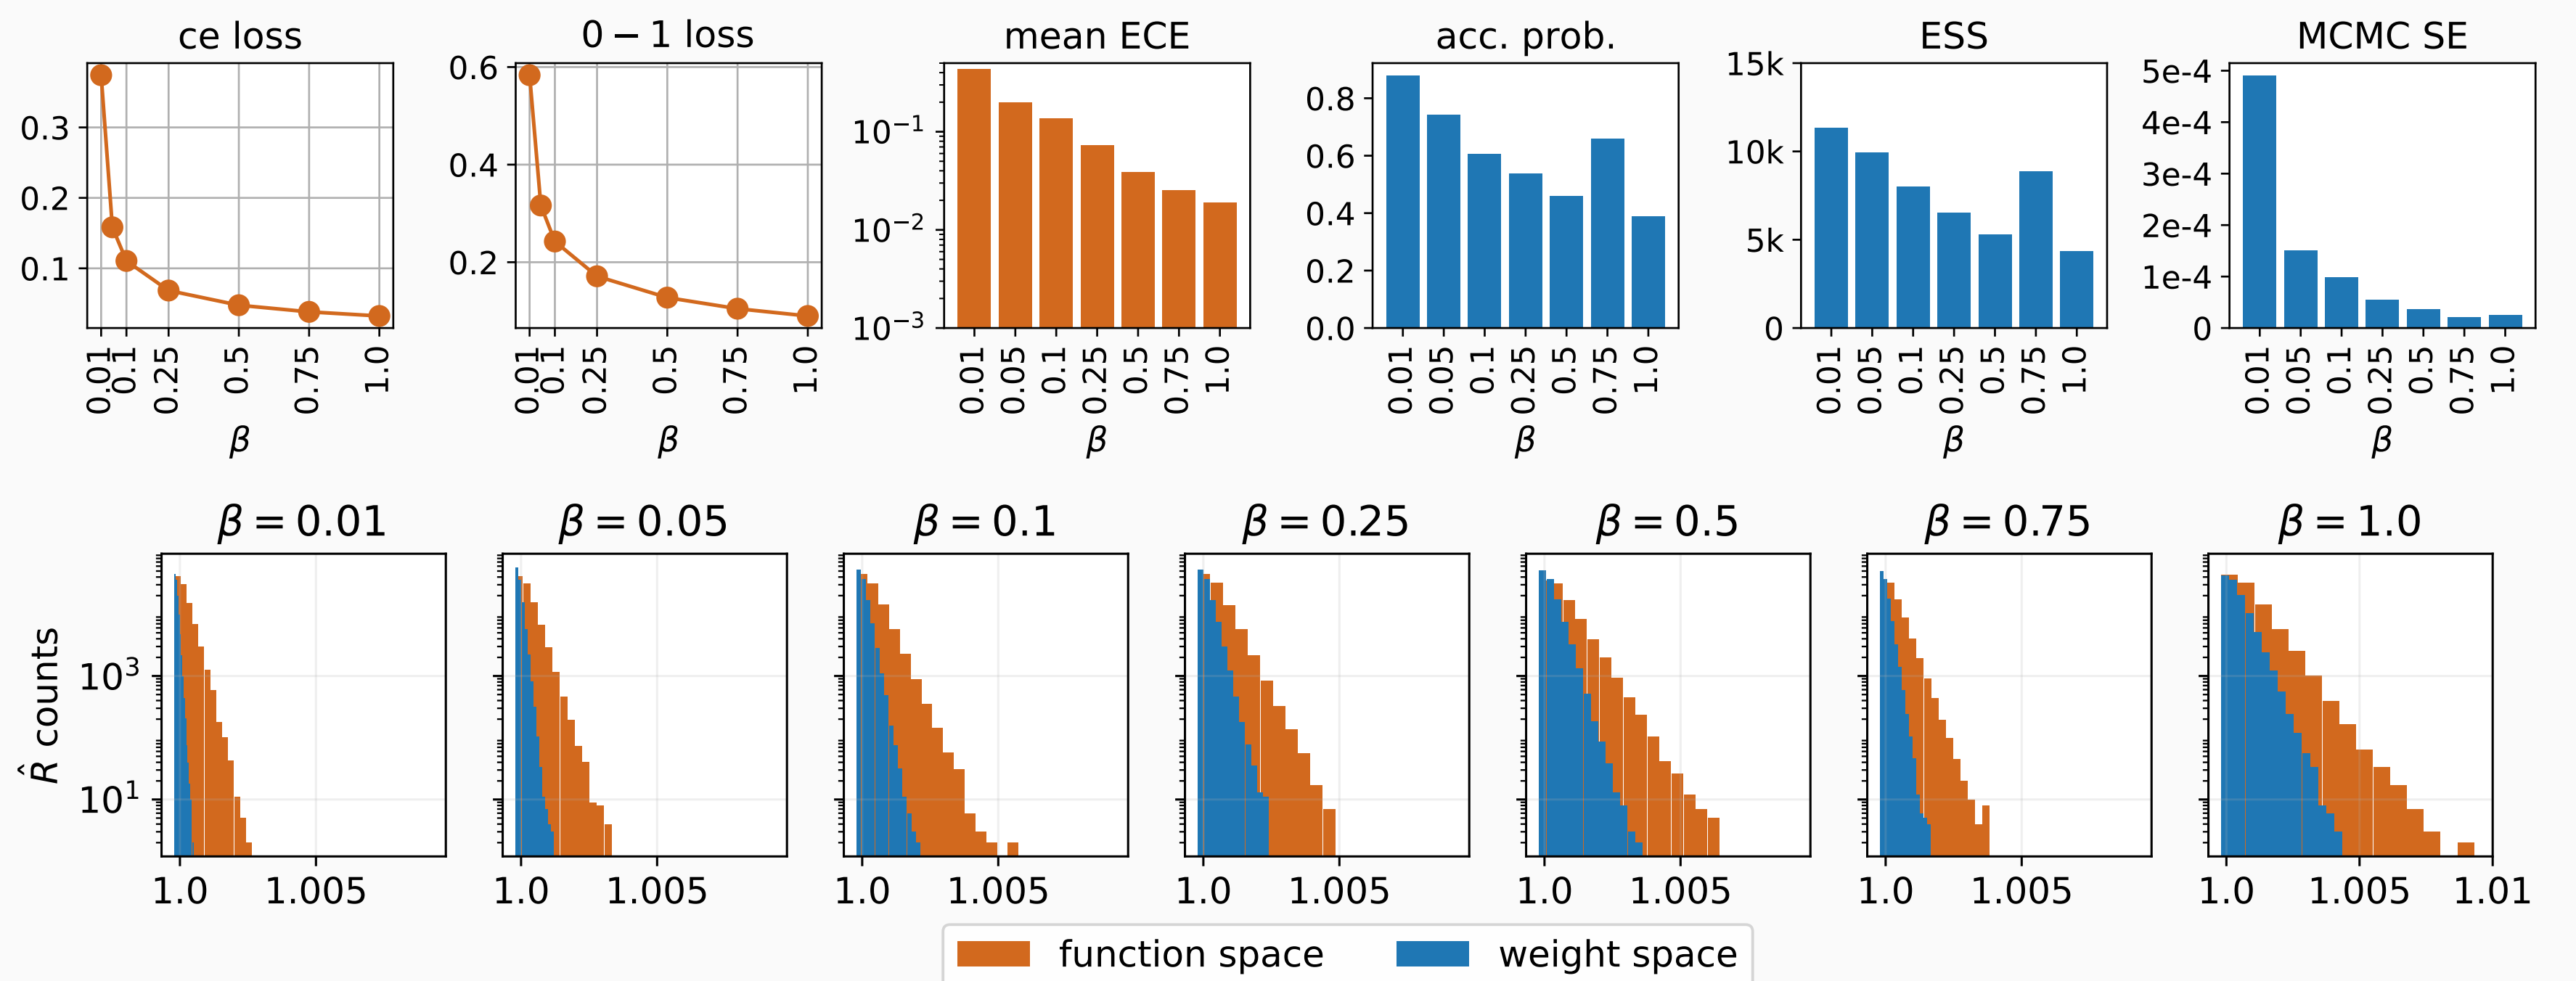 ce loss
0.3
0.2
0.1
0.01
0.1
0.25
0.5
0.75
1.0
β
0 − 1 loss
0.6
0.4
0.2
0.01
0.1
0.25
0.5
0.75
1.0
β
mean ECE
10⁻¹
10⁻²
10⁻³
0.01
0.05
0.1
0.25
0.5
0.75
1.0
β
acc. prob.
0.8
0.6
0.4
0.2
0.0
0.01
0.05
0.1
0.25
0.5
0.75
1.0
β
ESS
15k
10k
5k
0
0.01
0.05
0.1
0.25
0.5
0.75
1.0
β
MCMC SE
5e-4
4e-4
3e-4
2e-4
1e-4
0
0.01
0.05
0.1
0.25
0.5
0.75
1.0
β
R̂ counts
β = 0.01
10³
10¹
1.0 1.005
β = 0.05
1.0 1.005
β = 0.1
1.0 1.005
β = 0.25
1.0 1.005
β = 0.5
1.0 1.005
β = 0.75
1.0 1.005
β = 1.0
1.0 1.005 1.01
function space
weight space